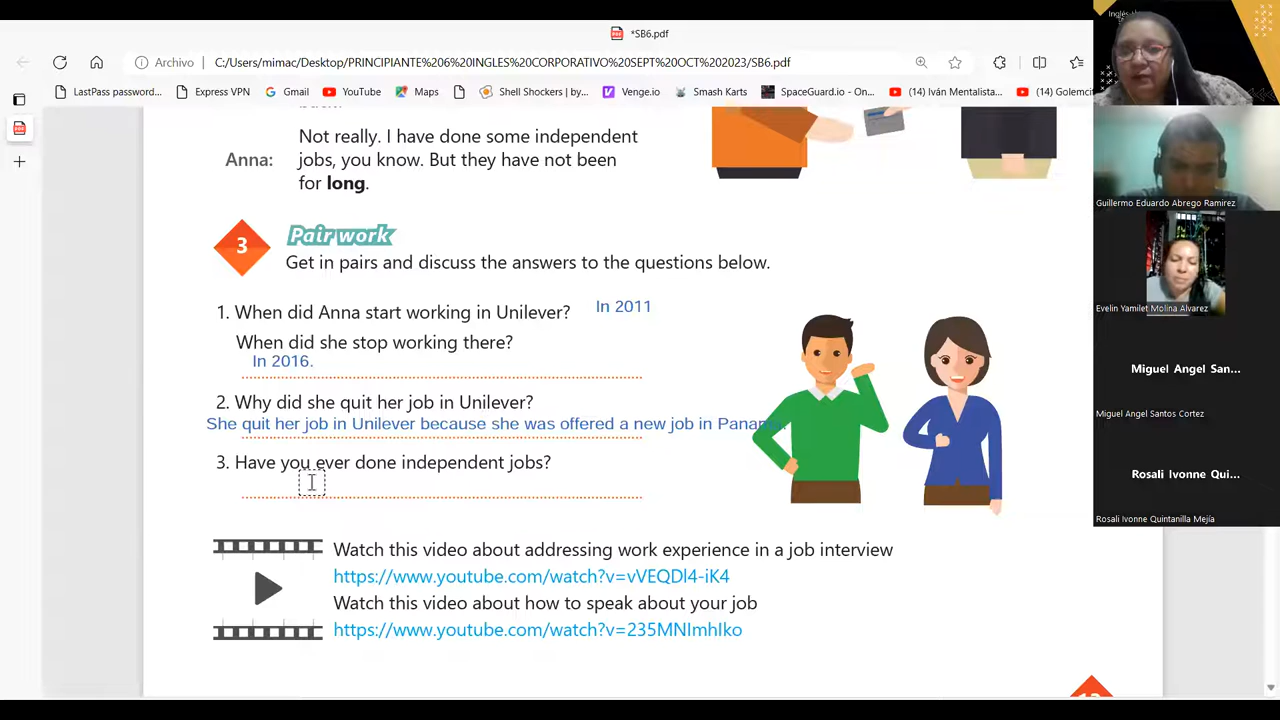 *SB6.pdf
Archivo C:/Users/mimac/Desktop/PRINCIPIANTE%206%20INGLES%20CORPORATIVO%20SEPT%20OCT%202023/SB6.pdf
LastPass password... Express VPN Gmail YouTube Maps Shell Shockers | by... Venge.io Smash Karts SpaceGuard.io - On... (14) Iván Mentalista... (14) Golemcit
Not really. I have done some independent
Anna: jobs, you know. But they have not been
for long.
3 Pair work
Get in pairs and discuss the answers to the questions below.
1. When did Anna start working in Unilever? In 2011
When did she stop working there?
In 2016.
2. Why did she quit her job in Unilever?
She quit her job in Unilever because she was offered a new job in Panama.
3. Have you ever done independent jobs?
Watch this video about addressing work experience in a job interview
https://www.youtube.com/watch?v=vVEQDl4-iK4
Watch this video about how to speak about your job
https://www.youtube.com/watch?v=235MNImhIko
Guillermo Eduardo Abrego Ramirez
Evelin Yamilet Molina Alvarez
Miguel Angel San...
Miguel Angel Santos Cortez
Rosali Ivonne Qui...
Rosali Ivonne Quintanilla Mejía